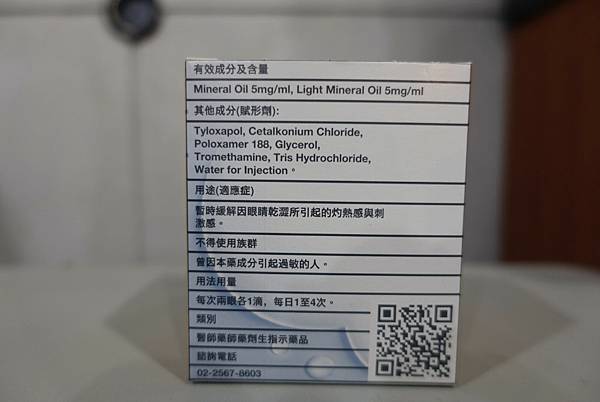 有效成分及含量
Mineral Oil 5mg/ml, Light Mineral Oil 5mg/ml
其他成分(賦形劑):
Tyloxapol, Cetalkonium Chloride,
Poloxamer 188, Glycerol,
Tromethamine, Tris Hydrochloride,
Water for Injection。
用途(適應症)
暫時緩解因眼睛乾澀所引起的灼熱感與刺
激感。
不得使用族群
曾因本藥成分引起過敏的人。
用法用量
每次兩眼各1滴，每日1至4次。
類別
醫師藥師藥劑生指示藥品
諮詢電話
02-2567-8603